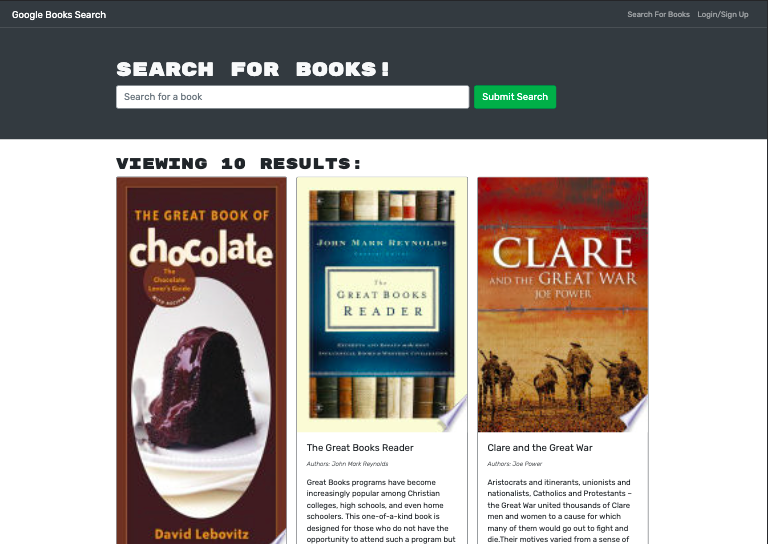 Google Books Search
Search For Books
Login/Sign Up
SEARCH FOR BOOKS!
Search for a book
Submit Search
VIEWING 10 RESULTS:
THE GREAT BOOK OF
chocolate
The
Chocolate
Lover's Guide
WITH RECIPES
David Lebovitz
JOHN MARK REYNOLDS
General Editor
The
GREAT BOOKS
READER
EXCERPTS AND ESSAYS on the MOST
INFLUENTIAL BOOKS in WESTERN CIVILIZATION
The Great Books Reader
Authors: John Mark Reynolds
Great Books programs have become
increasingly popular among Christian
colleges, high schools, and even home
schoolers. This one-of-a-kind book is
designed for those who do not have the
opportunity to attend such a program but
CLARE
AND THE GREAT WAR
JOE POWER
Clare and the Great War
Authors: Joe Power
Aristocrats and itinerants, unionists and
nationalists, Catholics and Protestants –
the Great War united thousands of Clare
men and women to a cause for which
many of them would go out to fight and
die.Their motives varied from a sense of